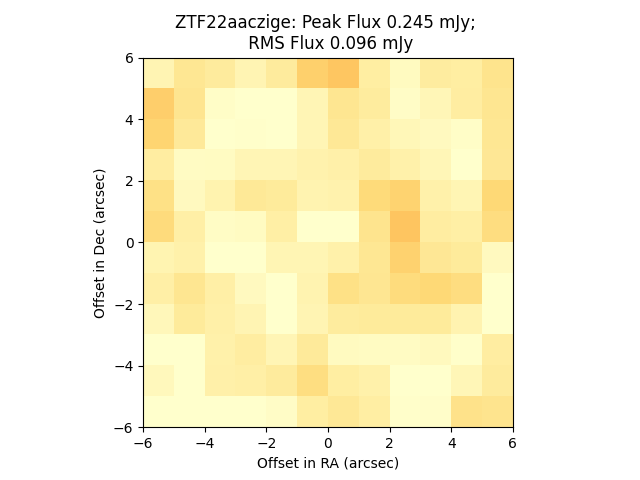 ZTF22aaczige: Peak Flux 0.245 mJy;
RMS Flux 0.096 mJy
6
4
2
0
−2
−4
−6
Offset in Dec (arcsec)
−6 −4 −2 0 2 4 6
Offset in RA (arcsec)